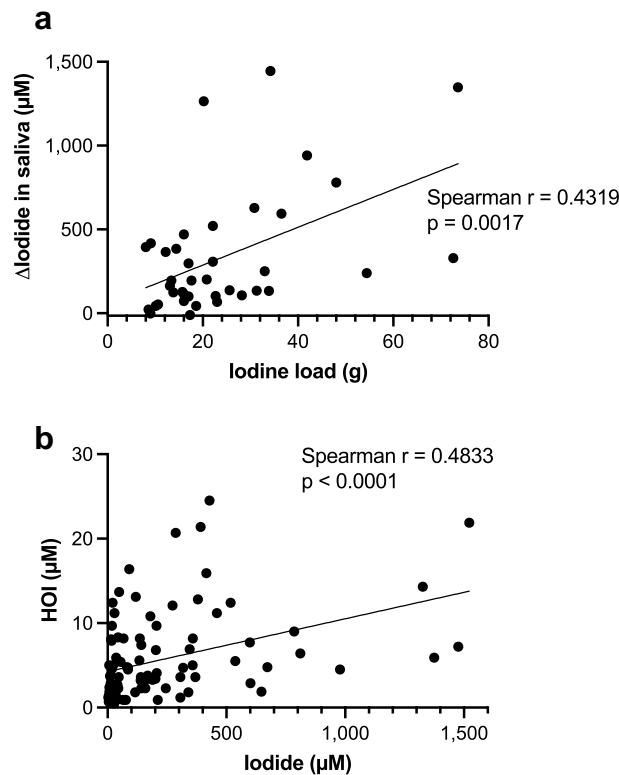 a
1,500
1,000
500
0
ΔIodide in saliva (µM)
Spearman r = 0.4319
p = 0.0017
0 20 40 60 80
Iodine load (g)
b
Spearman r = 0.4833
p < 0.0001
30
20
10
0
HOI (µM)
0 500 1,000 1,500
Iodide (µM)